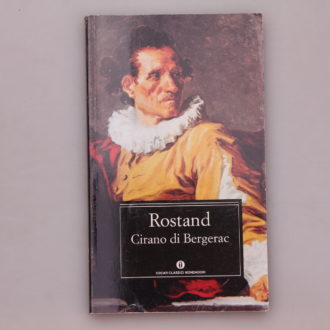 Rostand
Cirano di Bergerac
OSCAR CLASSICI MONDADORI